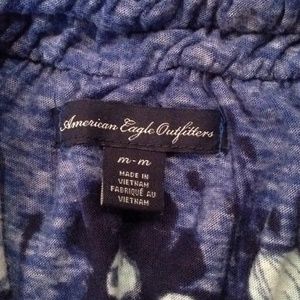 American Eagle Outfitters
m-m
MADE IN
VIETNAM
FABRIQUÉ AU
VIETNAM